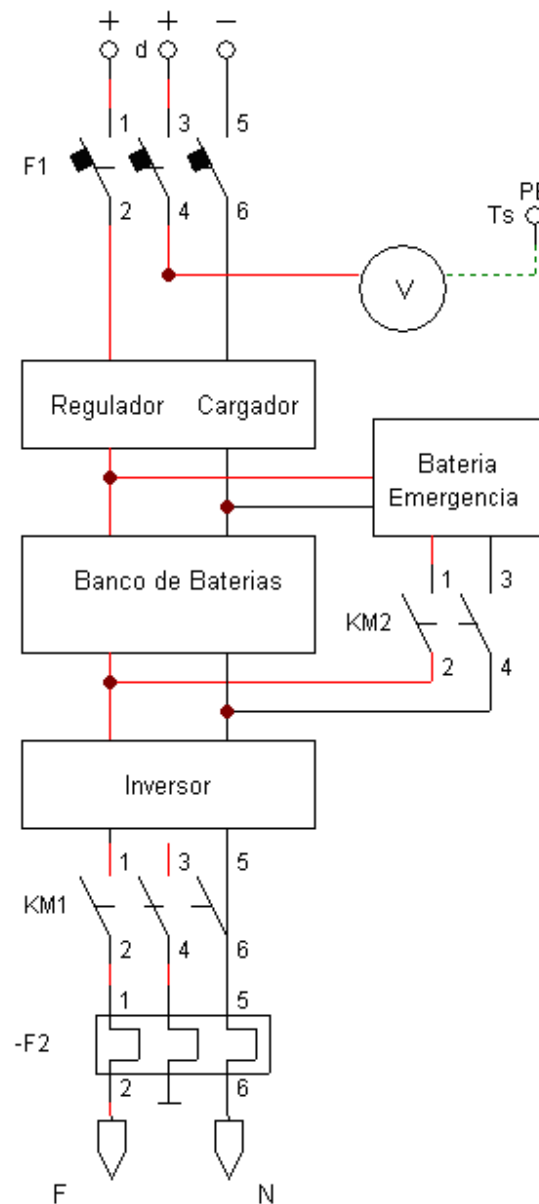 + + −
d
1 3 5
F1
2 4 6
PE
Ts
V
Regulador Cargador
Bateria
Emergencia
1 3
Banco de Baterias
KM2
2 4
Inversor
1 3 5
KM1
2 4 6
1 5
-F2
2 6
F N